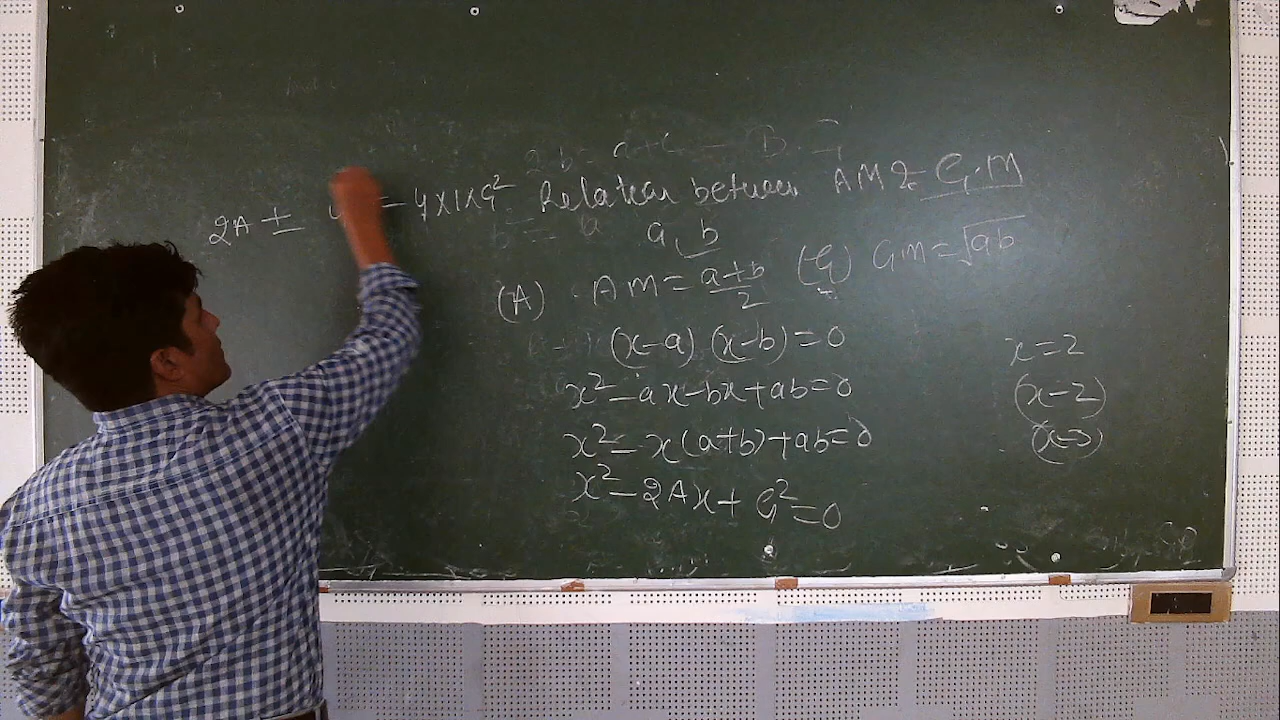 Relation between AM & G.M
2A ± - 4×1×G²
a, b
(A) AM = a+b/2 (G) GM = √ab
(x-a) (x-b) = 0
x² - ax - bx + ab = 0
x² - x(a+b) + ab = 0
x² - 2Ax + G² = 0
x = 2
(x-2)